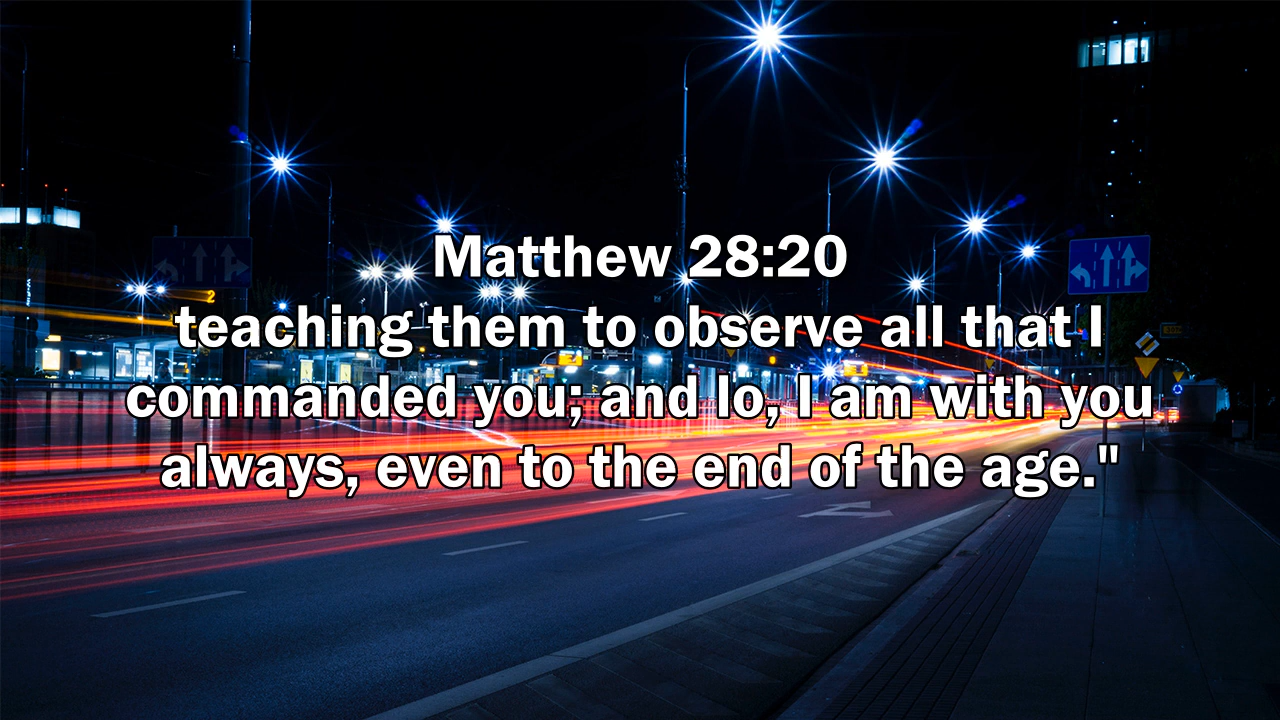 Matthew 28:20
teaching them to observe all that I
commanded you; and lo, I am with you
always, even to the end of the age."
2